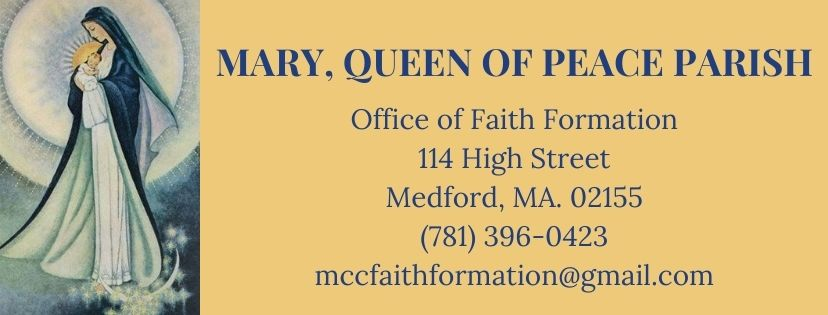 MARY, QUEEN OF PEACE PARISH
Office of Faith Formation
114 High Street
Medford, MA. 02155
(781) 396-0423
mccfaithformation@gmail.com